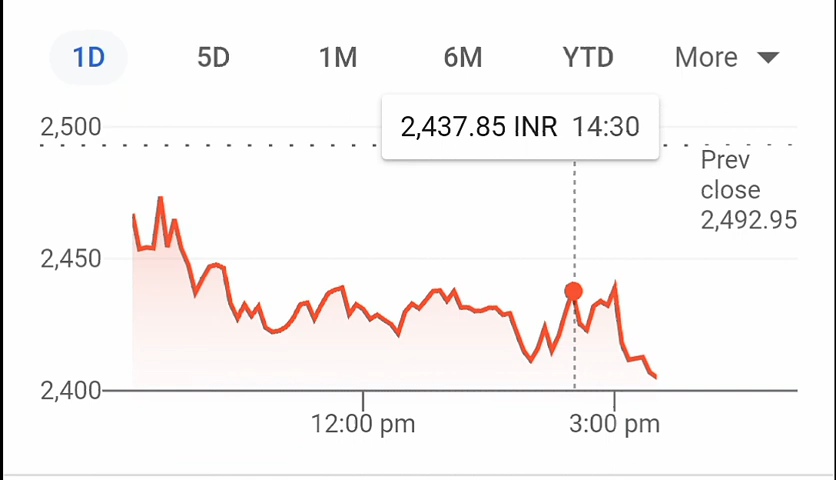 1D 5D 1M 6M YTD More
2,437.85 INR 14:30
2,500
Prev
close
2,492.95
2,450
2,400
12:00 pm 3:00 pm